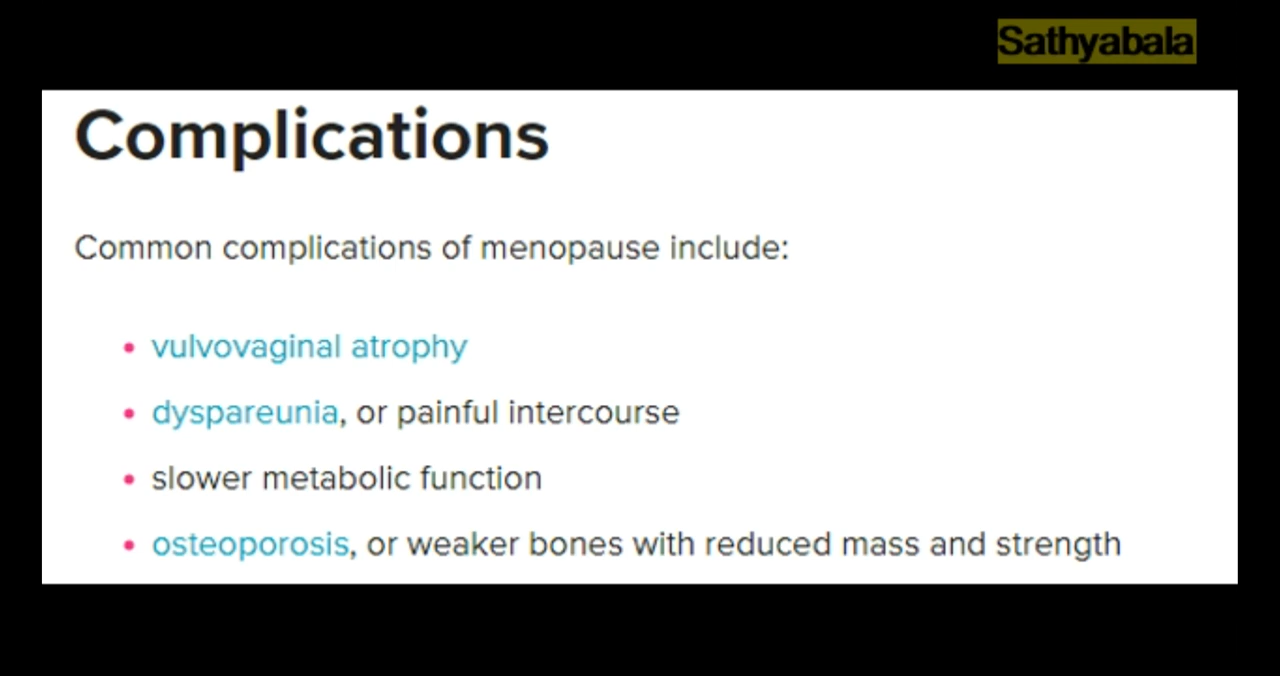 Sathyabala
Complications
Common complications of menopause include:
• vulvovaginal atrophy
• dyspareunia, or painful intercourse
• slower metabolic function
• osteoporosis, or weaker bones with reduced mass and strength